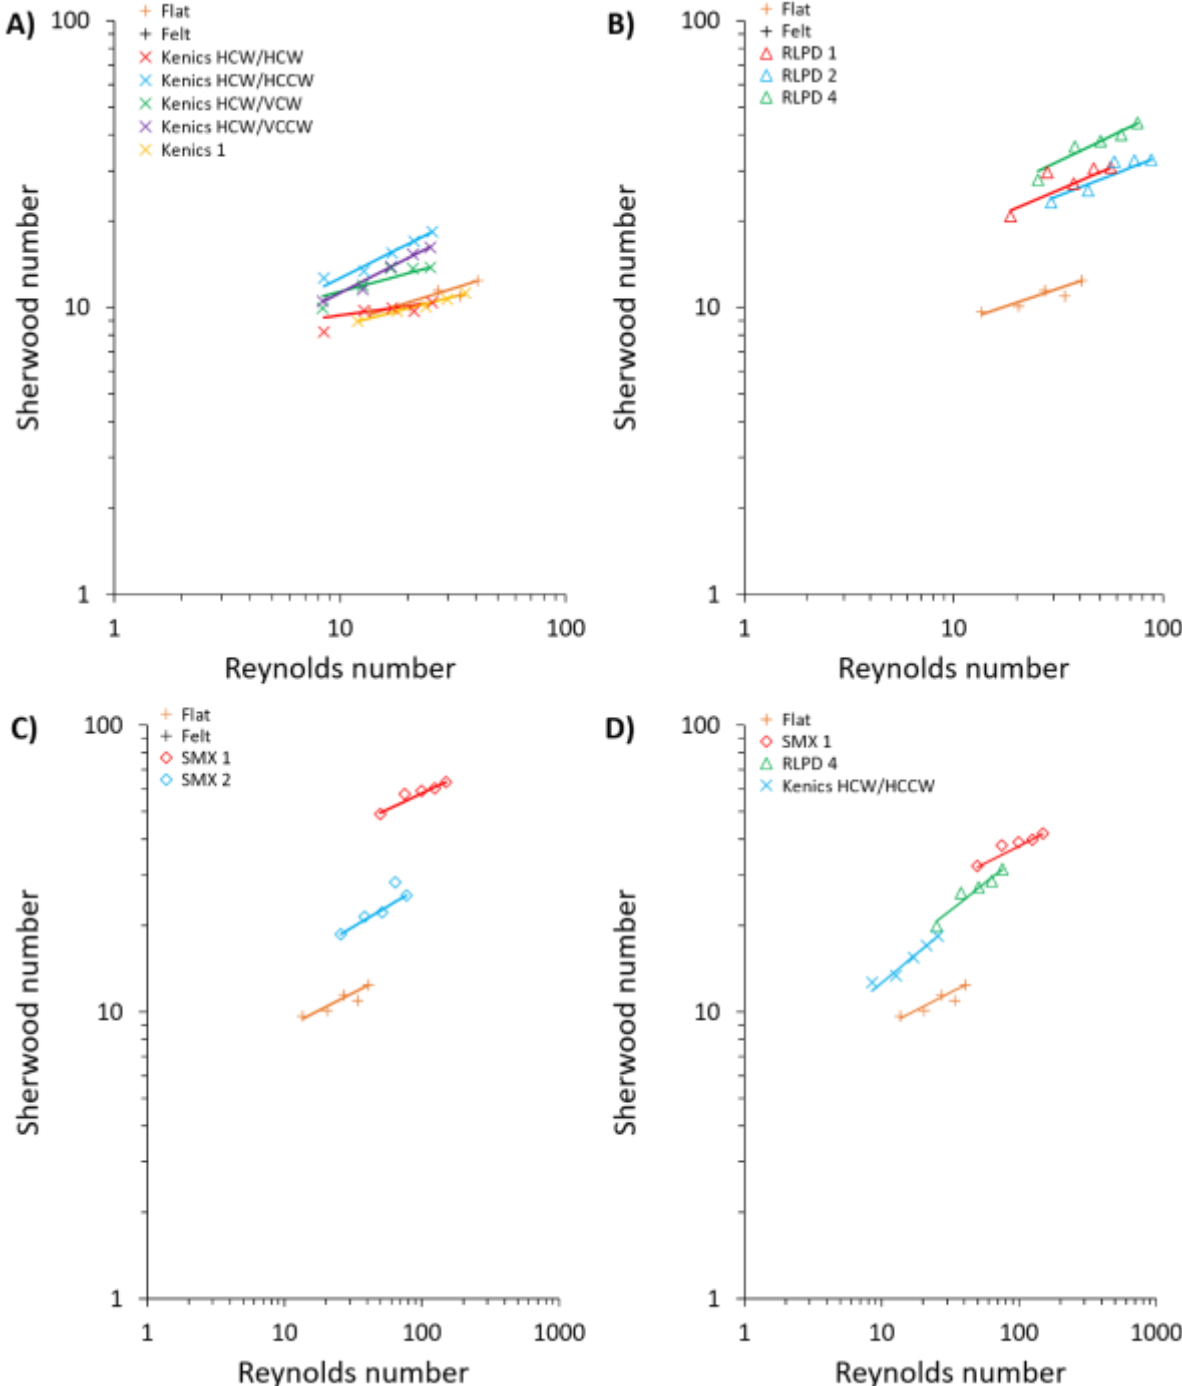 A)
Flat
Felt
Kenics HCW/HCW
Kenics HCW/HCCW
Kenics HCW/VCW
Kenics HCW/VCCW
Kenics 1
100
10
1
Sherwood number
1 10 100
Reynolds number
B)
Flat
Felt
RLPD 1
RLPD 2
RLPD 4
100
10
1
Sherwood number
1 10 100
Reynolds number
C)
Flat
Felt
SMX 1
SMX 2
100
10
1
Sherwood number
1 10 100 1000
Reynolds number
D)
Flat
SMX 1
RLPD 4
Kenics HCW/HCCW
100
10
1
Sherwood number
1 10 100 1000
Reynolds number